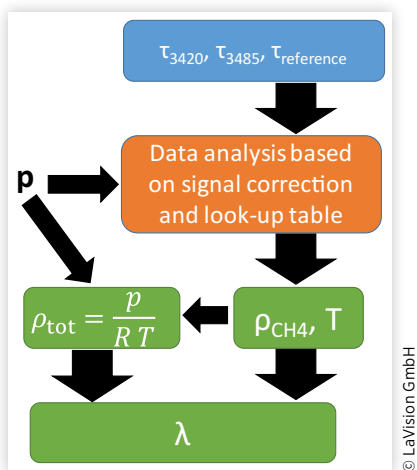 τ3420, τ3485, τreference
Data analysis based
on signal correction
and look-up table
p
ρtot = p / R T
ρCH4, T
λ
© LaVision GmbH